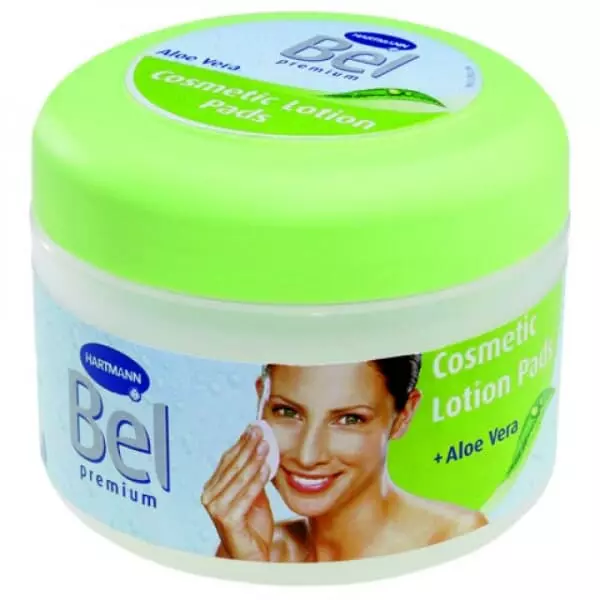 HARTMANN
Bel
premium
Aloe Vera
Cosmetic Lotion
Pads
HARTMANN
Bel
premium
Cosmetic
Lotion Pads
+ Aloe Vera